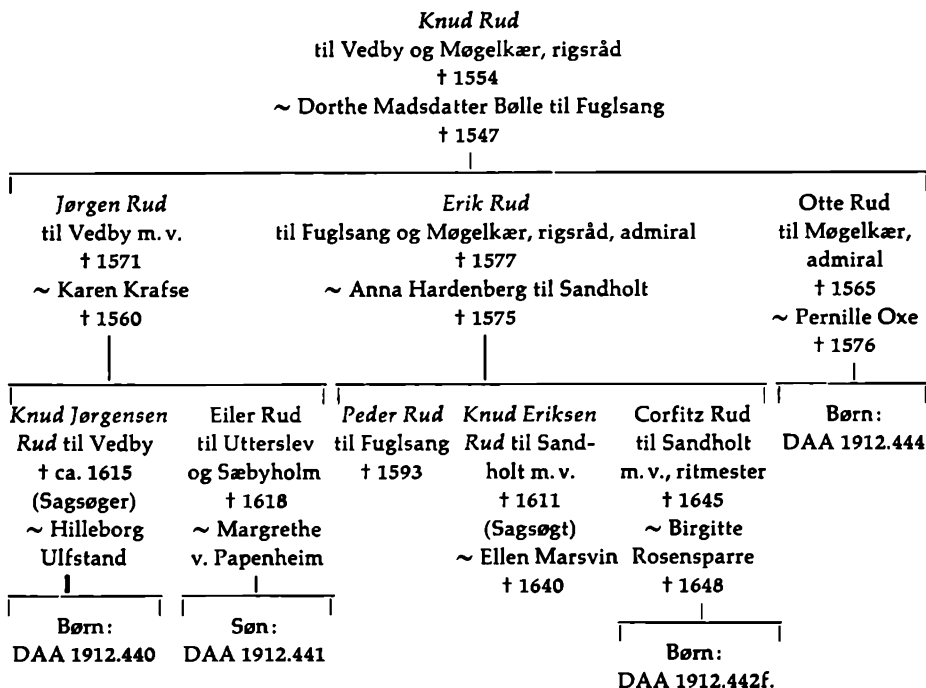 Knud Rud
til Vedby og Møgelkær, rigsråd
† 1554
~ Dorthe Madsdatter Bølle til Fuglsang
† 1547
Jørgen Rud
til Vedby m. v.
† 1571
~ Karen Krafse
† 1560
Erik Rud
til Fuglsang og Møgelkær, rigsråd, admiral
† 1577
~ Anna Hardenberg til Sandholt
† 1575
Otte Rud
til Møgelkær,
admiral
† 1565
~ Pernille Oxe
† 1576
Knud Jørgensen
Rud til Vedby
† ca. 1615
(Sagsøger)
~ Hilleborg
Ulfstand
Eiler Rud
til Utterslev
og Sæbyholm
† 1618
~ Margrethe
v. Papenheim
Peder Rud
til Fuglsang
† 1593
Knud Eriksen
Rud til Sand-
holt m. v.
† 1611
(Sagsøgt)
~ Ellen Marsvin
† 1640
Corfitz Rud
til Sandholt
m. v., ritmester
† 1645
~ Birgitte
Rosensparre
† 1648
Børn:
DAA 1912.444
Børn:
DAA 1912.440
Søn:
DAA 1912.441
Børn:
DAA 1912.442f.